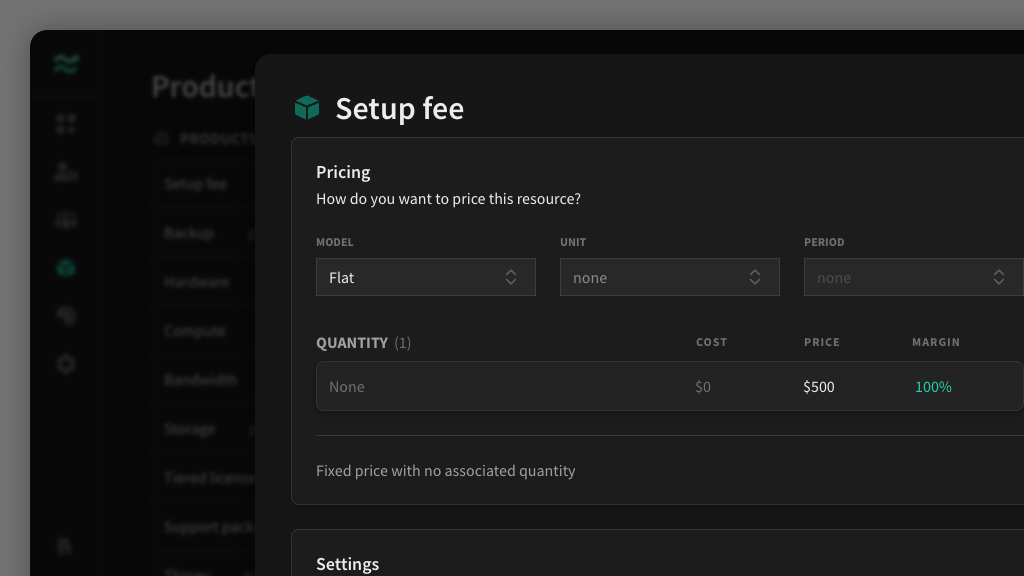 Product
PRODUCTS
Setup fee
Backup
Hardware
Compute
Bandwidth
Storage
Tiered license
Support pack
Setup fee
Pricing
How do you want to price this resource?
MODEL UNIT PERIOD
Flat none none
QUANTITY (1) COST PRICE MARGIN
None $0 $500 100%
Fixed price with no associated quantity
Settings